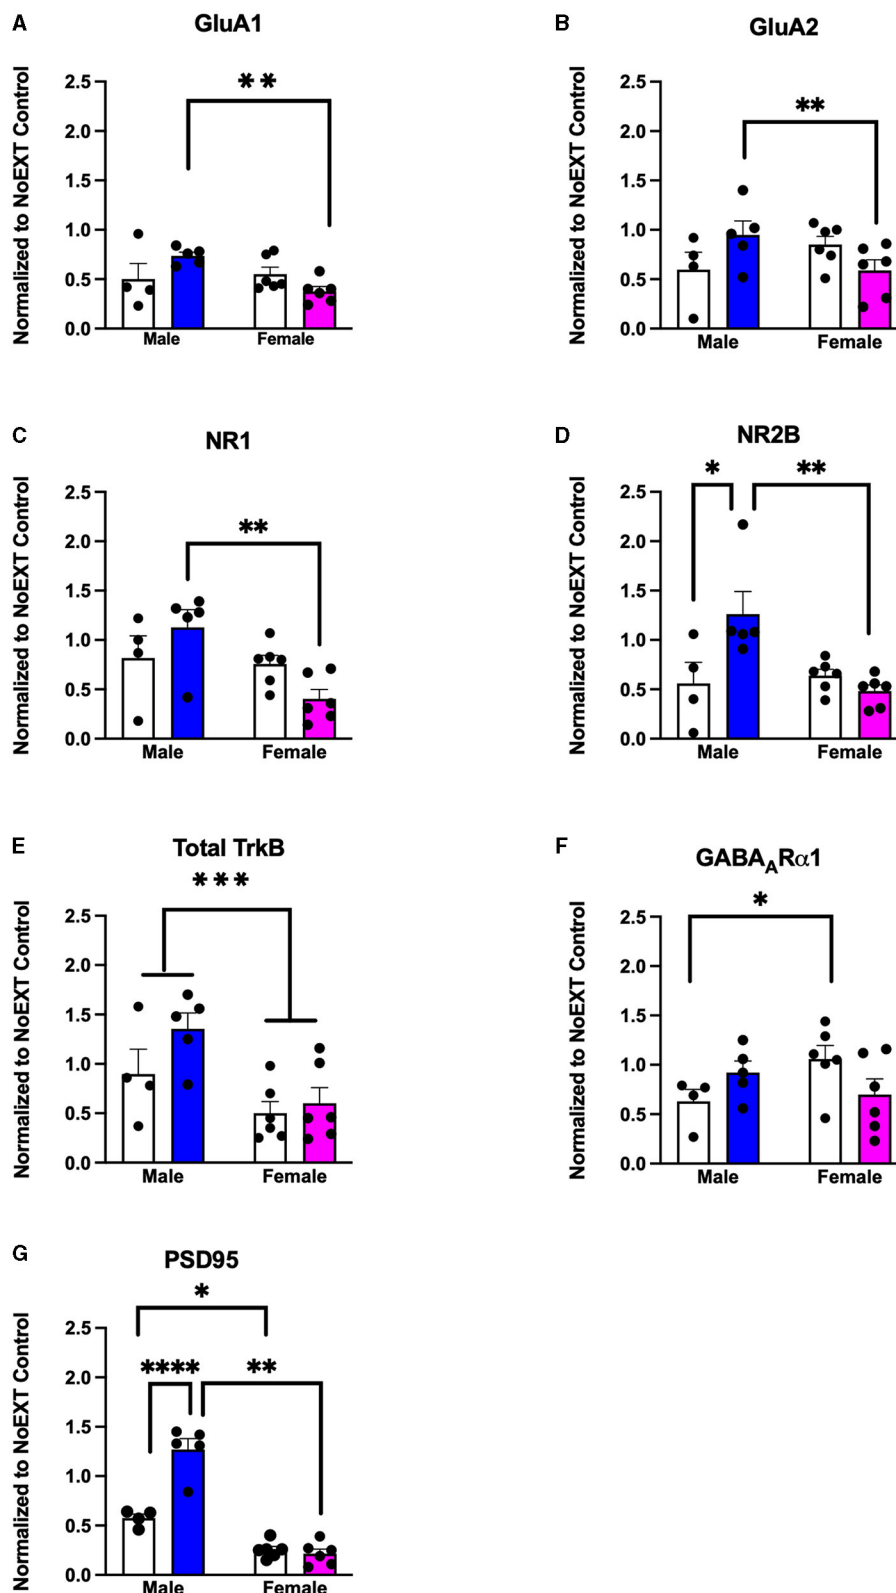 A
GluA1
**
Normalized to NoEXT Control
2.5
2.0
1.5
1.0
0.5
0.0
Male
Female
B
GluA2
**
Normalized to NoEXT Control
2.5
2.0
1.5
1.0
0.5
0.0
Male
Female
C
NR1
**
Normalized to NoEXT Control
2.5
2.0
1.5
1.0
0.5
0.0
Male
Female
D
NR2B
*
**
Normalized to NoEXT Control
2.5
2.0
1.5
1.0
0.5
0.0
Male
Female
E
Total TrkB
***
Normalized to NoEXT Control
2.5
2.0
1.5
1.0
0.5
0.0
Male
Female
F
GABAARα1
*
Normalized to NoEXT Control
2.5
2.0
1.5
1.0
0.5
0.0
Male
Female
G
PSD95
*
****
**
Normalized to NoEXT Control
2.5
2.0
1.5
1.0
0.5
0.0
Male
Female